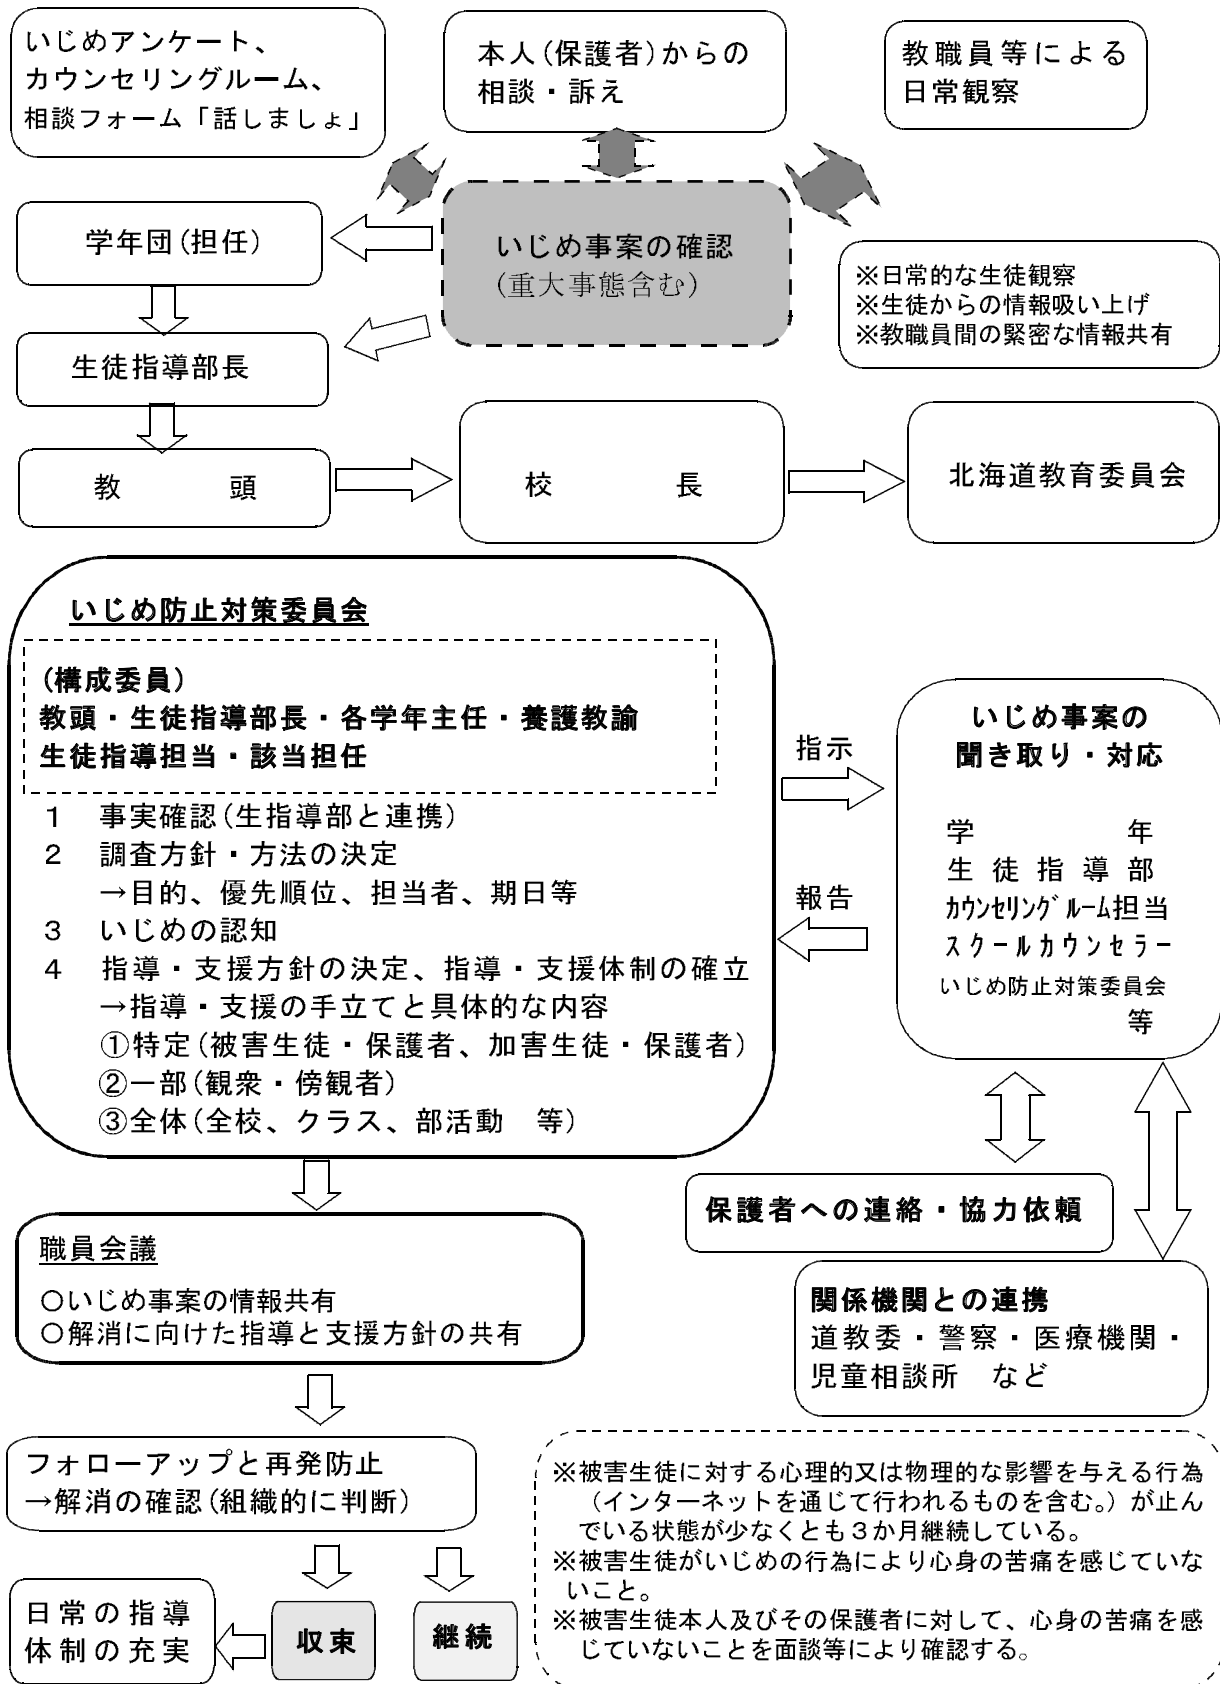 いじめアンケート、
カウンセリングルーム、
相談フォーム「話しましょ」
本人(保護者)からの
相談・訴え
教職員等による
日常観察
いじめ事案の確認
(重大事態含む)
学年団(担任)
※日常的な生徒観察
※生徒からの情報吸い上げ
※教職員間の緊密な情報共有
生徒指導部長
教　頭
校　長
北海道教育委員会
いじめ防止対策委員会
(構成委員)
教頭・生徒指導部長・各学年主任・養護教諭
生徒指導担当・該当担任
1　事実確認(生指導部と連携)
2　調査方針・方法の決定
→目的、優先順位、担当者、期日等
3　いじめの認知
4　指導・支援方針の決定、指導・支援体制の確立
→指導・支援の手立てと具体的な内容
①特定(被害生徒・保護者、加害生徒・保護者)
②一部(観衆・傍観者)
③全体(全校、クラス、部活動　等)
指示
報告
いじめ事案の
聞き取り・対応
学　年
生徒指導部
カウンセリングルーム担当
スクールカウンセラー
いじめ防止対策委員会
等
保護者への連絡・協力依頼
関係機関との連携
道教委・警察・医療機関・
児童相談所　など
職員会議
○いじめ事案の情報共有
○解消に向けた指導と支援方針の共有
フォローアップと再発防止
→解消の確認(組織的に判断)
収束
継続
日常の指導
体制の充実
※被害生徒に対する心理的又は物理的な影響を与える行為
(インターネットを通じて行われるものを含む。)が止ん
でいる状態が少なくとも3か月継続している。
※被害生徒がいじめの行為により心身の苦痛を感じていな
いこと。
※被害生徒本人及びその保護者に対して、心身の苦痛を感
じていないことを面談等により確認する。